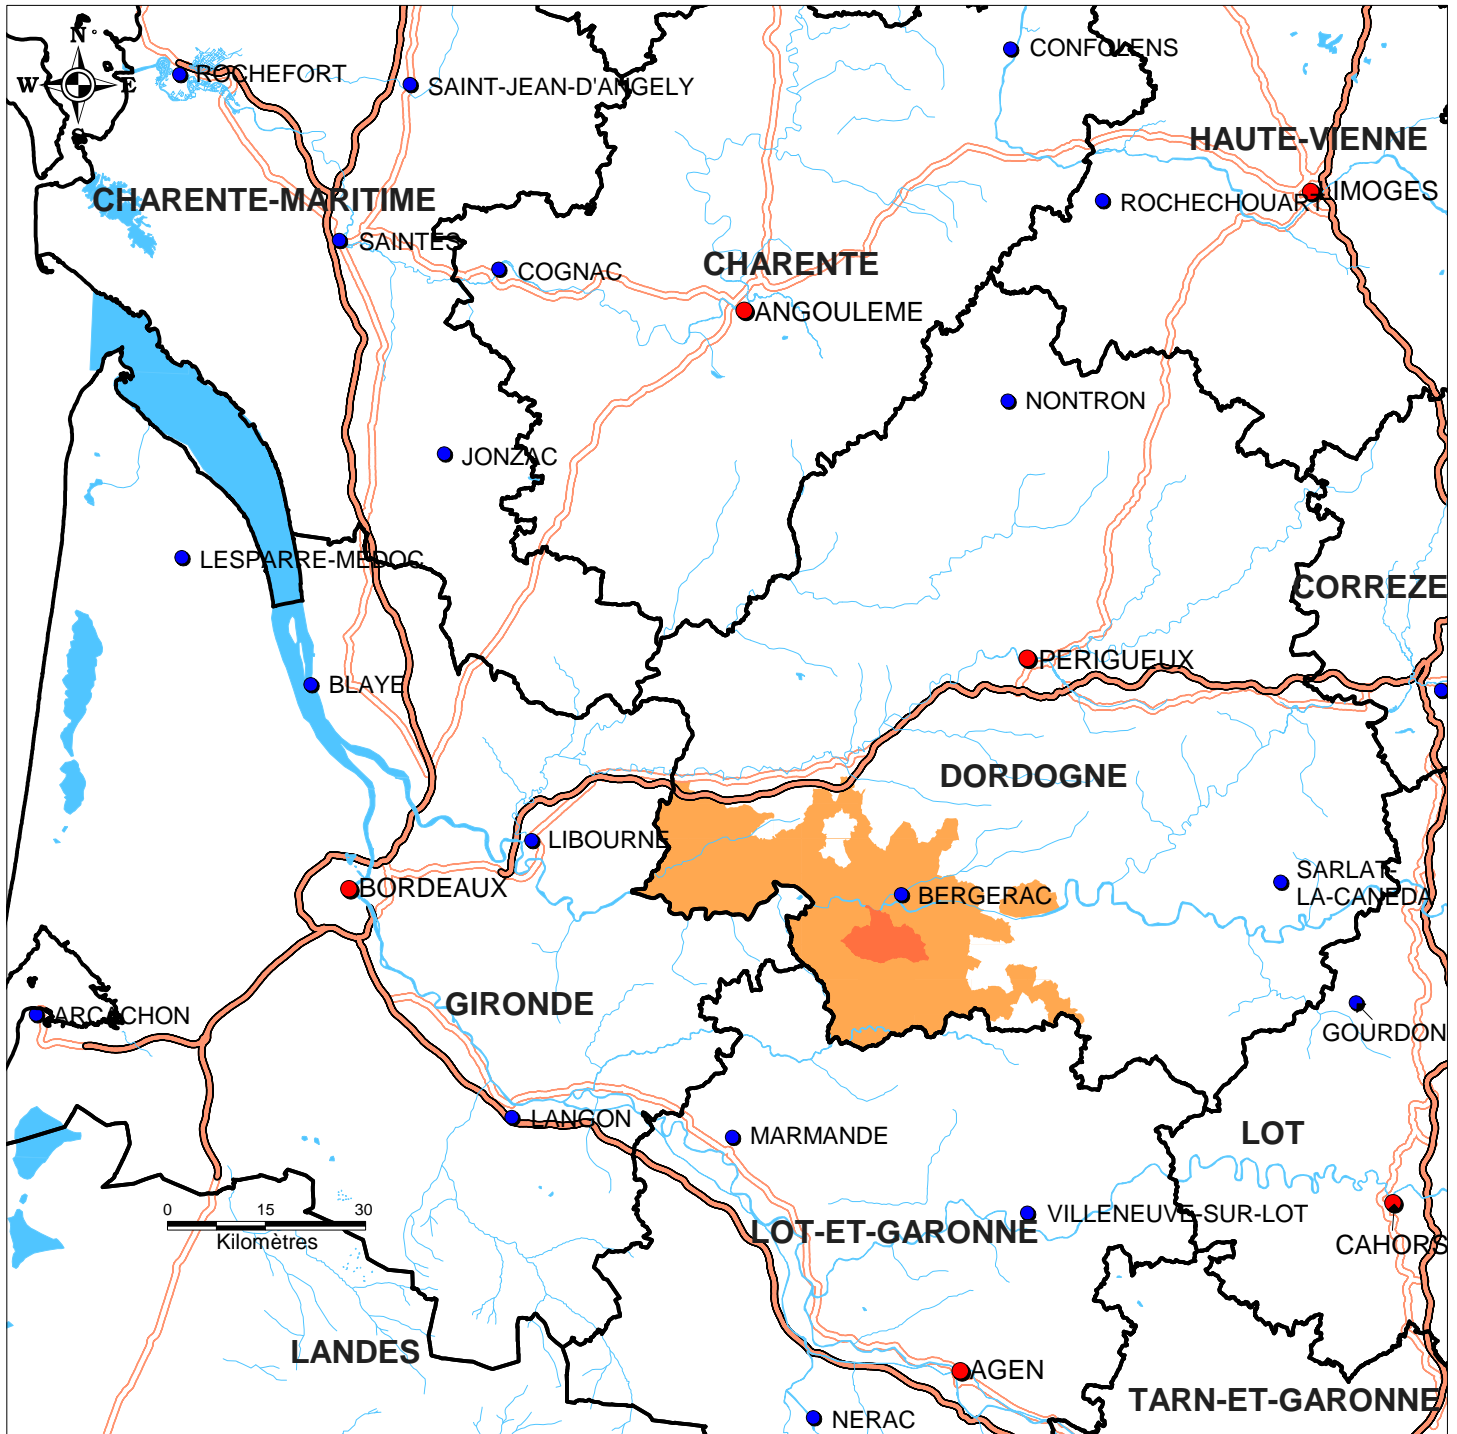 N
W
E
S
ROCHEFORT
SAINT-JEAN-D'ANGELY
CONFOLENS
HAUTE-VIENNE
CHARENTE-MARITIME
ROCHECHOUART
LIMOGES
SAINTES
COGNAC
CHARENTE
ANGOULEME
NONTRON
JONZAC
LESPARRE-MEDOC
CORREZE
PERIGUEUX
BLAYE
DORDOGNE
LIBOURNE
BORDEAUX
BERGERAC
SARLAT-
LA-CANEDA
GIRONDE
ARCACHON
GOURDON
LANGON
MARMANDE
LOT
0 15 30
Kilomètres
VILLENEUVE-SUR-LOT
LOT-ET-GARONNE
CAHORS
LANDES
AGEN
TARN-ET-GARONNE
NERAC